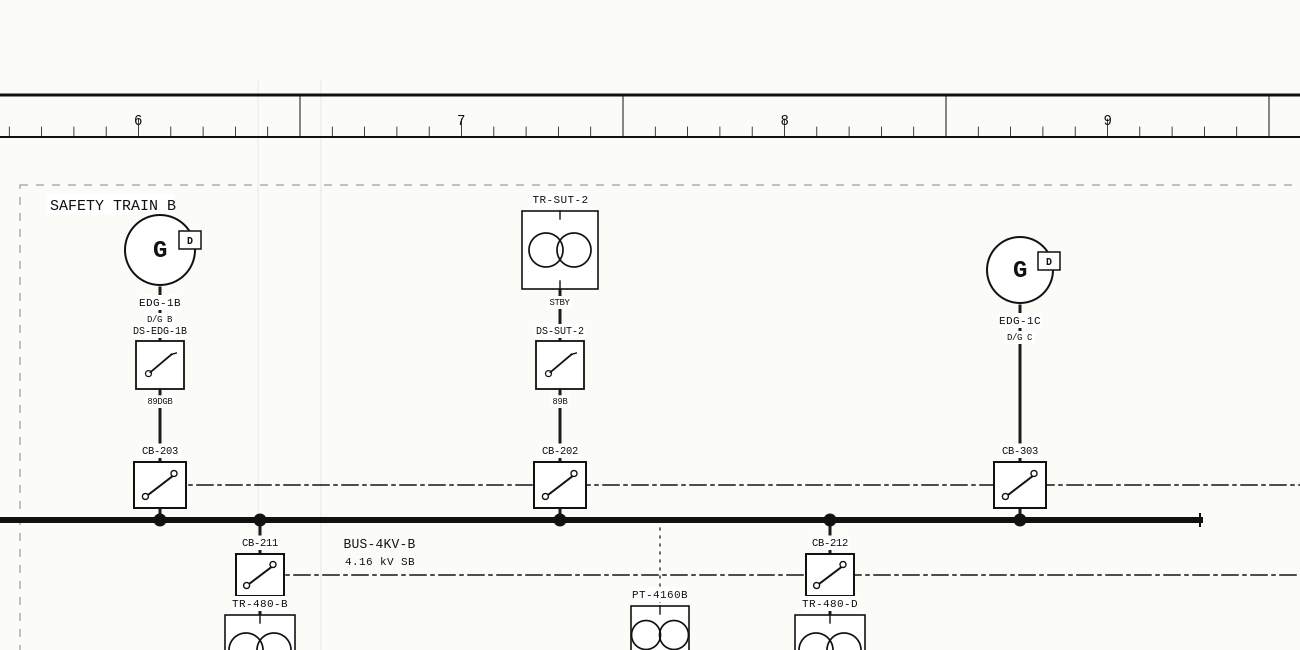 6 7 8 9
SAFETY TRAIN B
TR-SUT-2
G D
G D
EDG-1B
STBY
D/G B
EDG-1C
DS-EDG-1B
DS-SUT-2
D/G C
89DGB
89B
CB-203
CB-202
CB-303
CB-211
BUS-4KV-B
CB-212
4.16 kV SB
PT-4160B
TR-480-B
TR-480-D